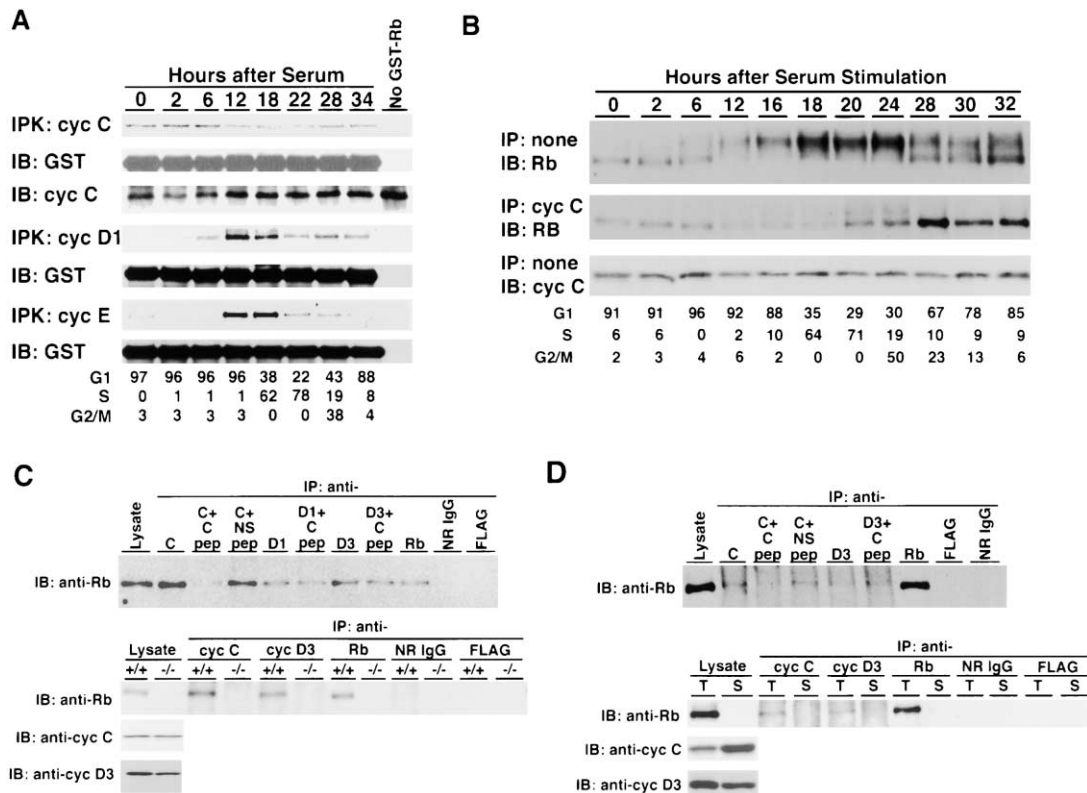 A
Hours after Serum
No GST-Rb
0 2 6 12 18 22 28 34
IPK: cyc C
IB: GST
IB: cyc C
IPK: cyc D1
IB: GST
IPK: cyc E
IB: GST
G1 97 96 96 96 38 22 43 88
S 0 1 1 1 62 78 19 8
G2/M 3 3 3 3 0 0 38 4
B
Hours after Serum Stimulation
0 2 6 12 16 18 20 24 28 30 32
IP: none
IB: Rb
IP: cyc C
IB: RB
IP: none
IB: cyc C
G1 91 91 96 92 88 35 29 30 67 78 85
S 6 6 0 2 10 64 71 19 10 9 9
G2/M 2 3 4 6 2 0 0 50 23 13 6
C
IP: anti-
Lysate C C+ C pep C+ NS pep D1 D1+ C pep D3 D3+ C pep Rb NR IgG FLAG
IB: anti-Rb
IP: anti-
Lysate cyc C cyc D3 Rb NR IgG FLAG
+/+ -/- +/+ -/- +/+ -/- +/+ -/- +/+ -/- +/+ -/-
IB: anti-Rb
IB: anti-cyc C
IB: anti-cyc D3
D
IP: anti-
Lysate C C+ C pep C+ NS pep D3 D3+ C pep Rb FLAG NR IgG
IB: anti-Rb
IP: anti-
Lysate cyc C cyc D3 Rb NR IgG FLAG
T S T S T S T S T S T S
IB: anti-Rb
IB: anti-cyc C
IB: anti-cyc D3